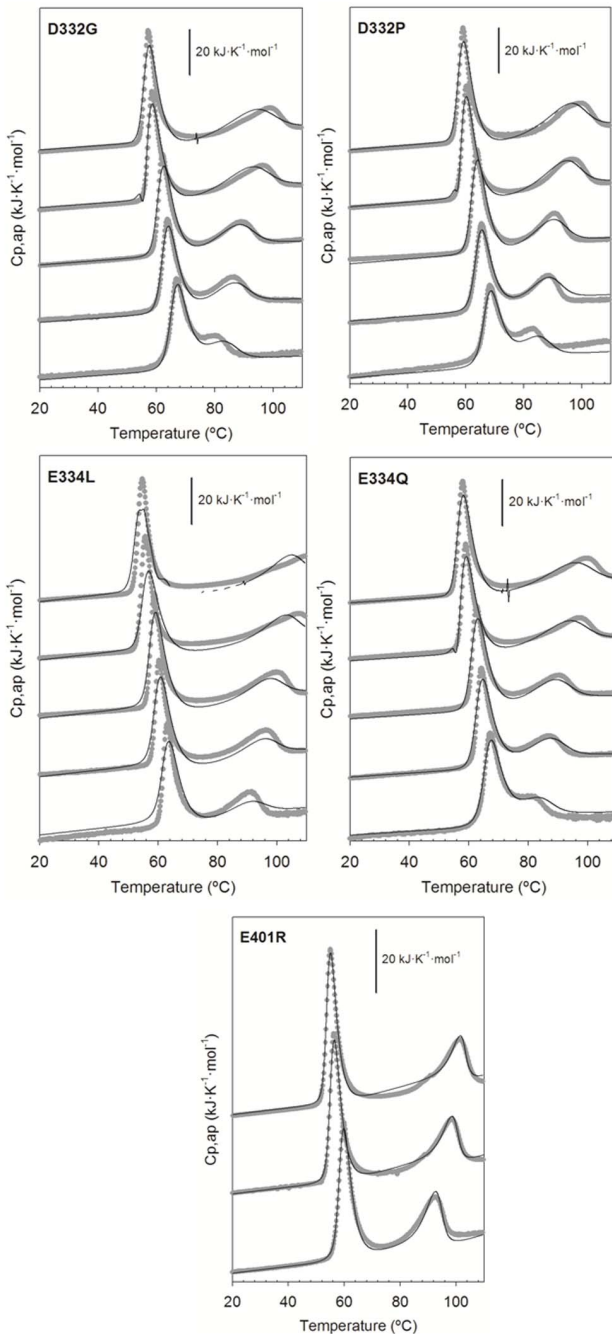 D332G
20 kJ·K⁻¹·mol⁻¹
Cp,ap (kJ·K⁻¹·mol⁻¹)
20 40 60 80 100
Temperature (ºC)
D332P
20 kJ·K⁻¹·mol⁻¹
Cp,ap (kJ·K⁻¹·mol⁻¹)
20 40 60 80 100
Temperature (ºC)
E334L
20 kJ·K⁻¹·mol⁻¹
Cp,ap (kJ·K⁻¹·mol⁻¹)
20 40 60 80 100
Temperature (ºC)
E334Q
20 kJ·K⁻¹·mol⁻¹
Cp,ap (kJ·K⁻¹·mol⁻¹)
20 40 60 80 100
Temperature (ºC)
E401R
20 kJ·K⁻¹·mol⁻¹
Cp,ap (kJ·K⁻¹·mol⁻¹)
20 40 60 80 100
Temperature (ºC)